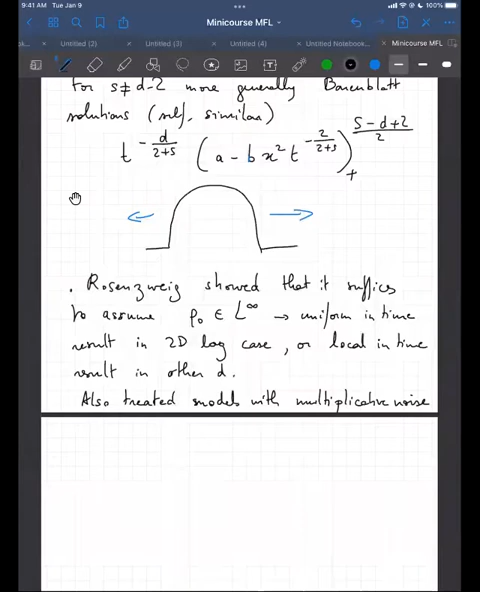 9:41 AM Tue Jan 9
100%
Minicourse MFL
Untitled (2)
Untitled (3)
Untitled (4)
Untitled Notebook...
Minicourse MFL
For s≠d-2 more generally Barenblatt
solutions (self similar)
t^{-d/(2+s)} (a - b x² t^{-2/(2+s)})_+^{(s-d+2)/2}
. Rosenzweig showed that it suffices
to assume ρ₀ ∈ L^∞ → uniform in time
result in 2D log case, or local in time
result in other d.
Also treated models with multiplicative noise